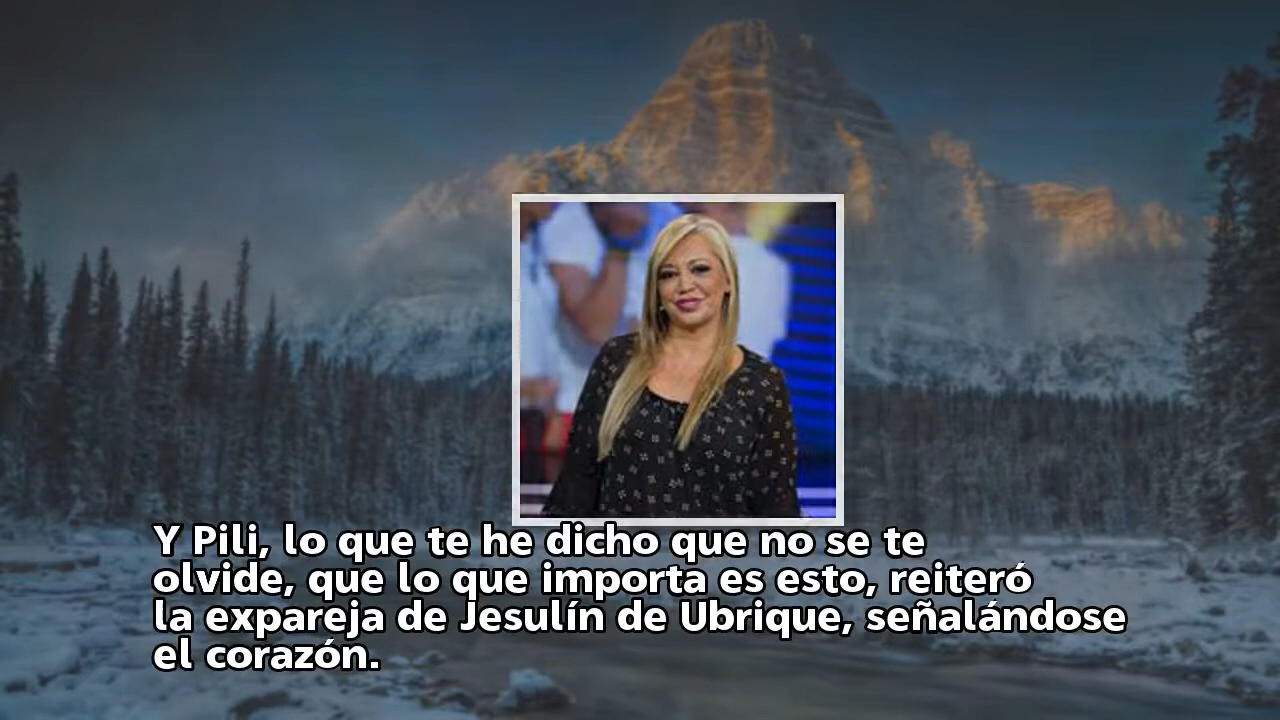 Y Pili, lo que te he dicho que no se te
olvide, que lo que importa es esto, reiteró
la expareja de Jesulín de Ubrique, señalándose
el corazón.